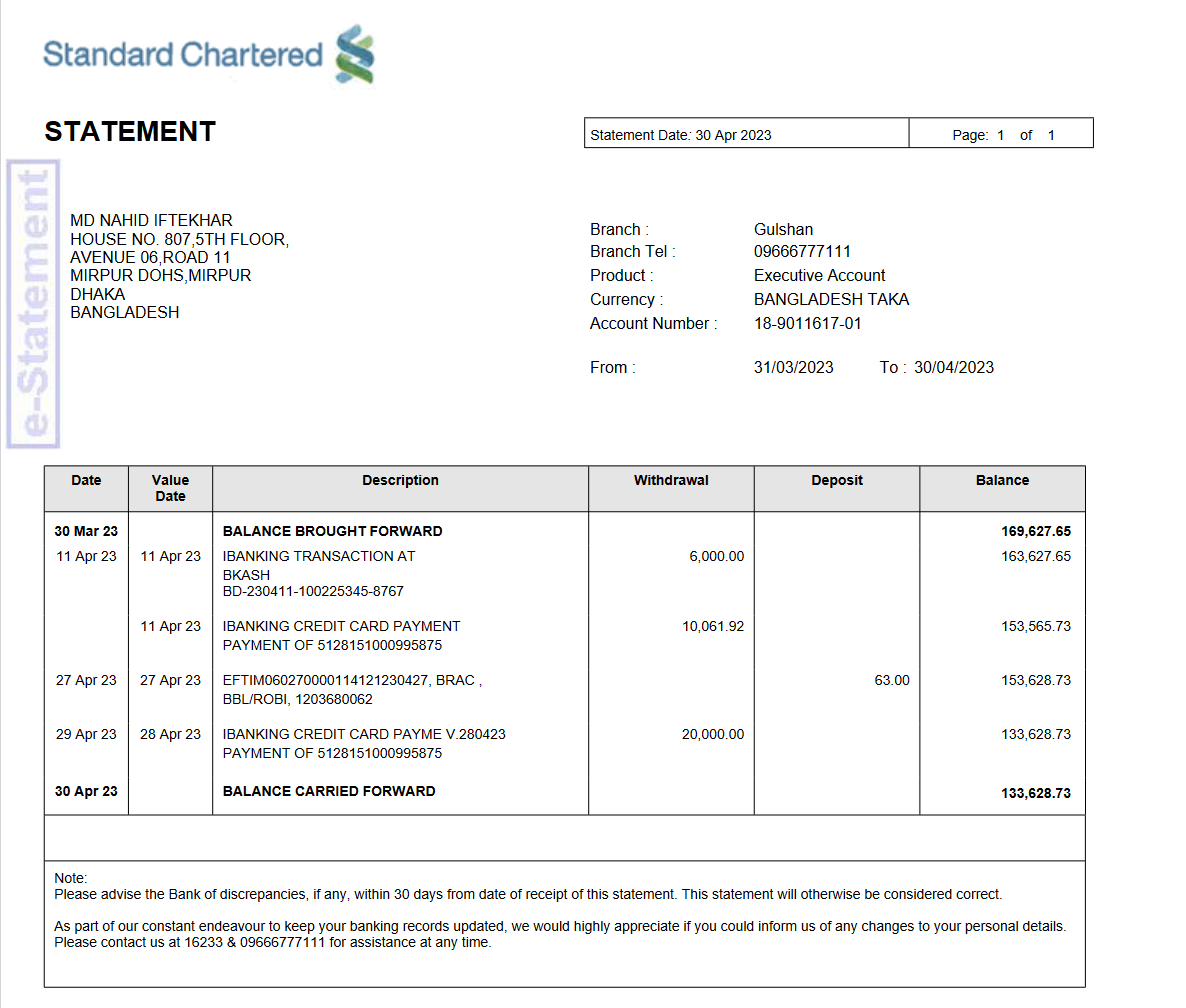 Standard Chartered
STATEMENT
Statement Date: 30 Apr 2023 Page: 1 of 1
e-Statement
MD NAHID IFTEKHAR
HOUSE NO. 807,5TH FLOOR,
AVENUE 06,ROAD 11
MIRPUR DOHS,MIRPUR
DHAKA
BANGLADESH
Branch : Gulshan
Branch Tel : 09666777111
Product : Executive Account
Currency : BANGLADESH TAKA
Account Number : 18-9011617-01
From : 31/03/2023 To : 30/04/2023
Date Value Description Withdrawal Deposit Balance
Date
30 Mar 23 BALANCE BROUGHT FORWARD 169,627.65
11 Apr 23 11 Apr 23 IBANKING TRANSACTION AT 6,000.00 163,627.65
BKASH
BD-230411-100225345-8767
11 Apr 23 IBANKING CREDIT CARD PAYMENT 10,061.92 153,565.73
PAYMENT OF 5128151000995875
27 Apr 23 27 Apr 23 EFTIM060270000114121230427, BRAC , 63.00 153,628.73
BBL/ROBI, 1203680062
29 Apr 23 28 Apr 23 IBANKING CREDIT CARD PAYME V.280423 20,000.00 133,628.73
PAYMENT OF 5128151000995875
30 Apr 23 BALANCE CARRIED FORWARD 133,628.73
Note:
Please advise the Bank of discrepancies, if any, within 30 days from date of receipt of this statement. This statement will otherwise be considered correct.
As part of our constant endeavour to keep your banking records updated, we would highly appreciate if you could inform us of any changes to your personal details.
Please contact us at 16233 & 09666777111 for assistance at any time.